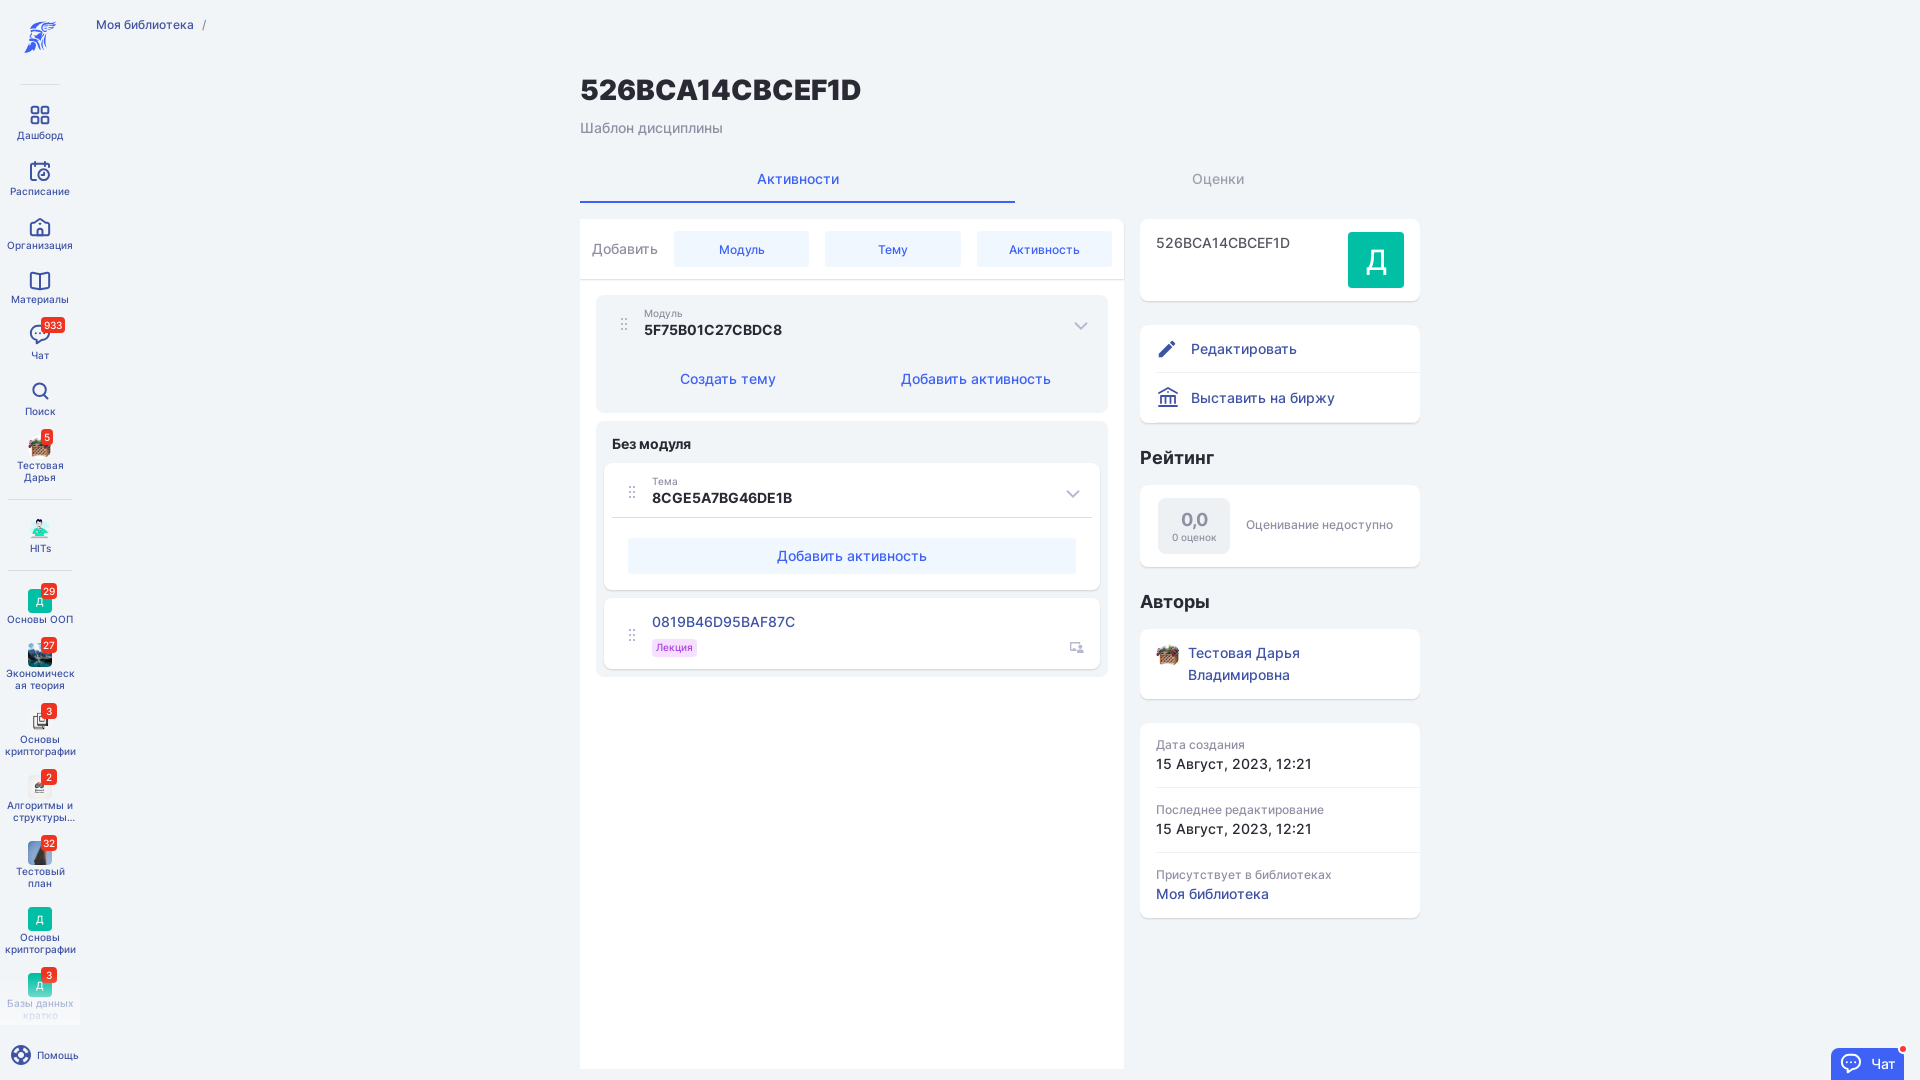 Моя библиотека /
526BCA14CBCEF1D
Шаблон дисциплины
Активности
Оценки
Добавить
Модуль
Тему
Активность
Модуль
5F75B01C27CBDC8
Создать тему
Добавить активность
Без модуля
Тема
8CGE5A7BG46DE1B
Добавить активность
0819B46D95BAF87C
Лекция
526BCA14CBCEF1D
Д
Редактировать
Выставить на биржу
Рейтинг
0,0
0 оценок
Оценивание недоступно
Авторы
Тестовая Дарья
Владимировна
Дата создания
15 Август, 2023, 12:21
Последнее редактирование
15 Август, 2023, 12:21
Присутствует в библиотеках
Моя библиотека
Дашборд
Расписание
Организация
Материалы
933
Чат
Поиск
5
Тестовая
Дарья
HITs
29
Д
Основы ООП
27
Экономическ
ая теория
3
Основы
криптографии
2
Алгоритмы и
структуры...
32
Тестовый
план
Д
Основы
криптографии
3
Д
Базы данных
кратко
Помощь
Чат